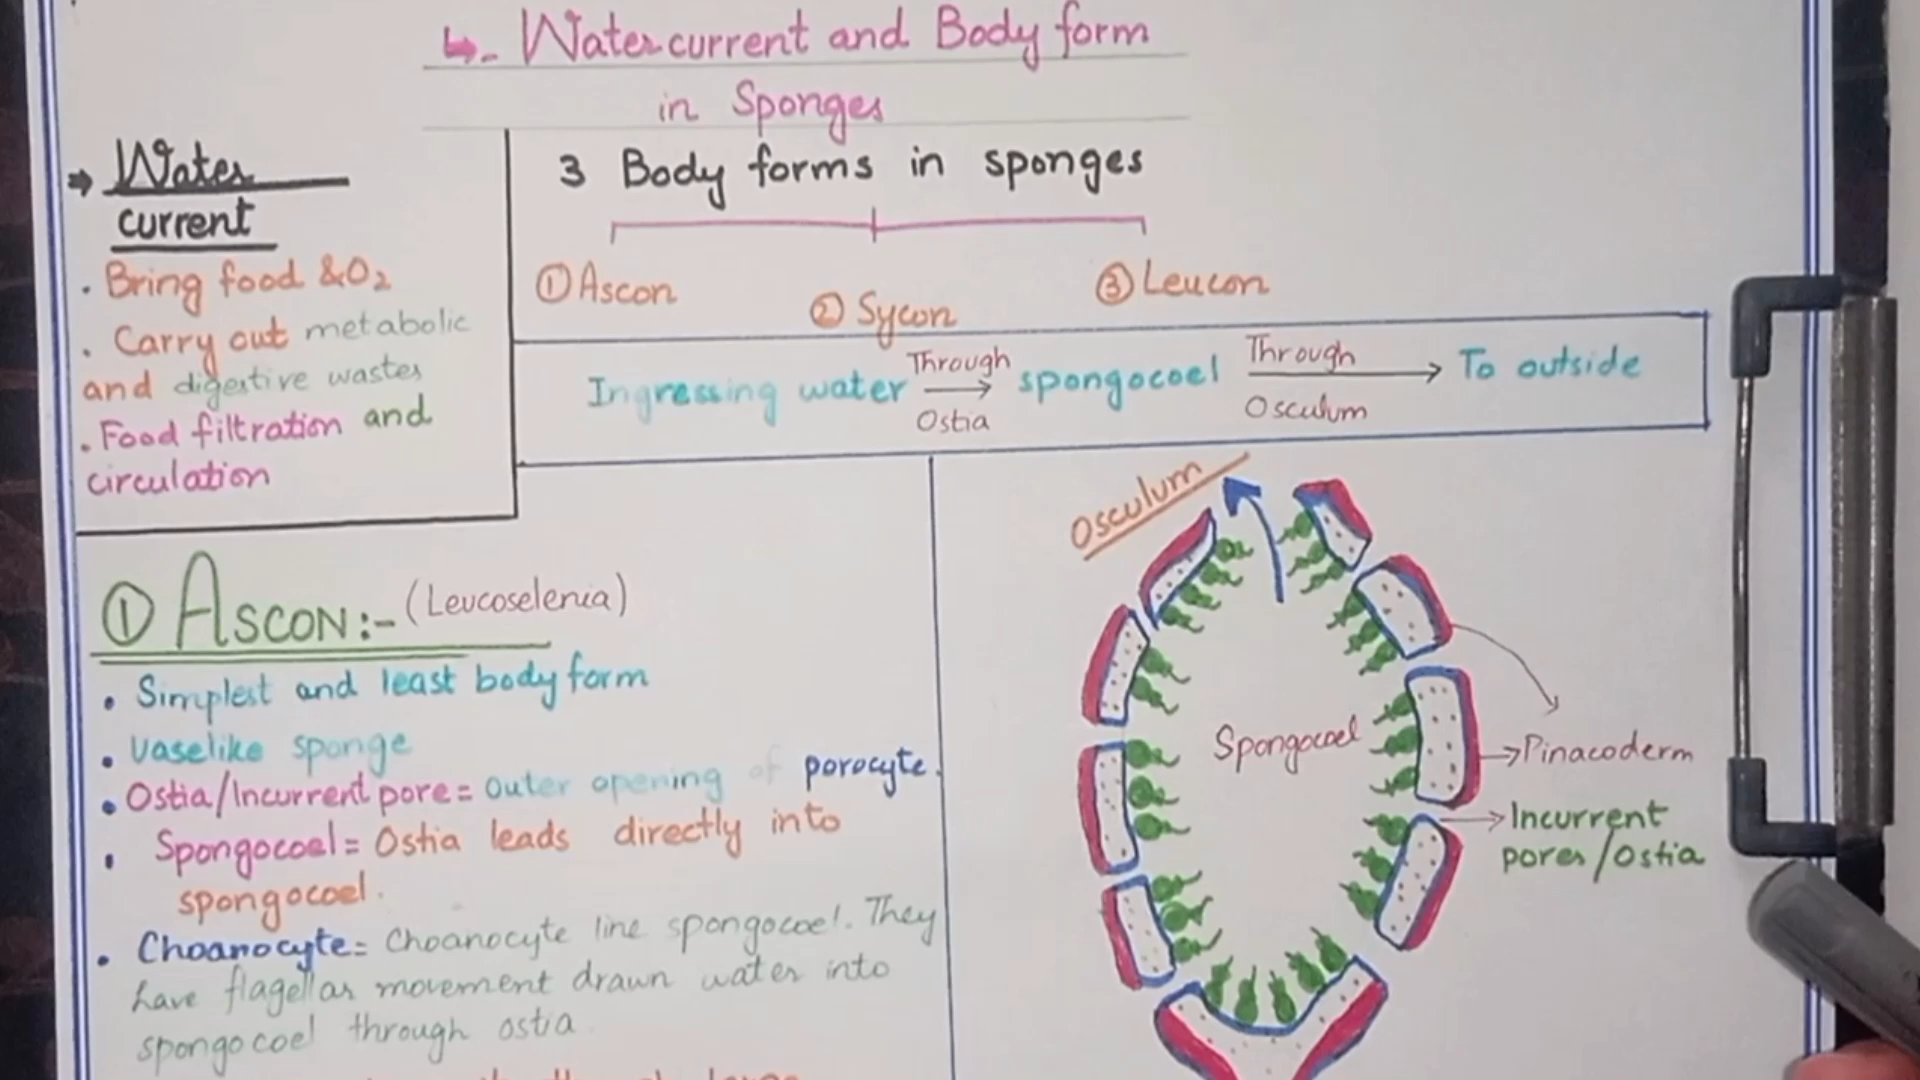 ↳- Water current and Body form
in Sponges
⇒ Water
current
· Bring food & O2
· Carry out metabolic
and digestive wastes
· Food filtration and
circulation
3 Body forms in sponges
① Ascon
② Sycon
③ Leucon
Ingressing water Through → Ostia spongocoel Through → Osculum To outside
① ASCON:- (Leucoselenia)
• Simplest and least body form
• Vaselike sponge
• Ostia/Incurrent pore = Outer opening of porocyte.
• Spongocoel = Ostia leads directly into
spongocoel.
• Choanocyte = Choanocyte line spongocoel. They
have flagellar movement drawn water into
spongocoel through ostia
Osculum
Spongocoel
→ Pinacoderm
→ Incurrent
pores/Ostia